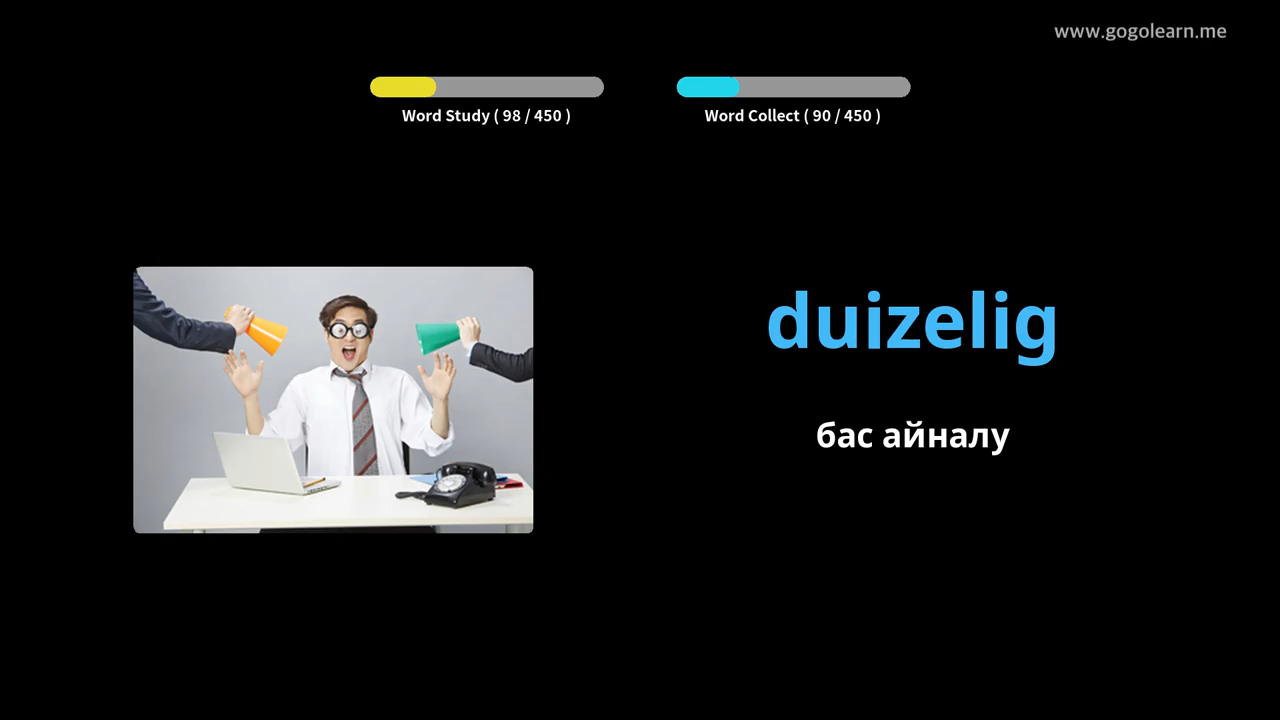 www.gogolearn.me
Word Study ( 98 / 450 )
Word Collect ( 90 / 450 )
duizelig
бас айналу